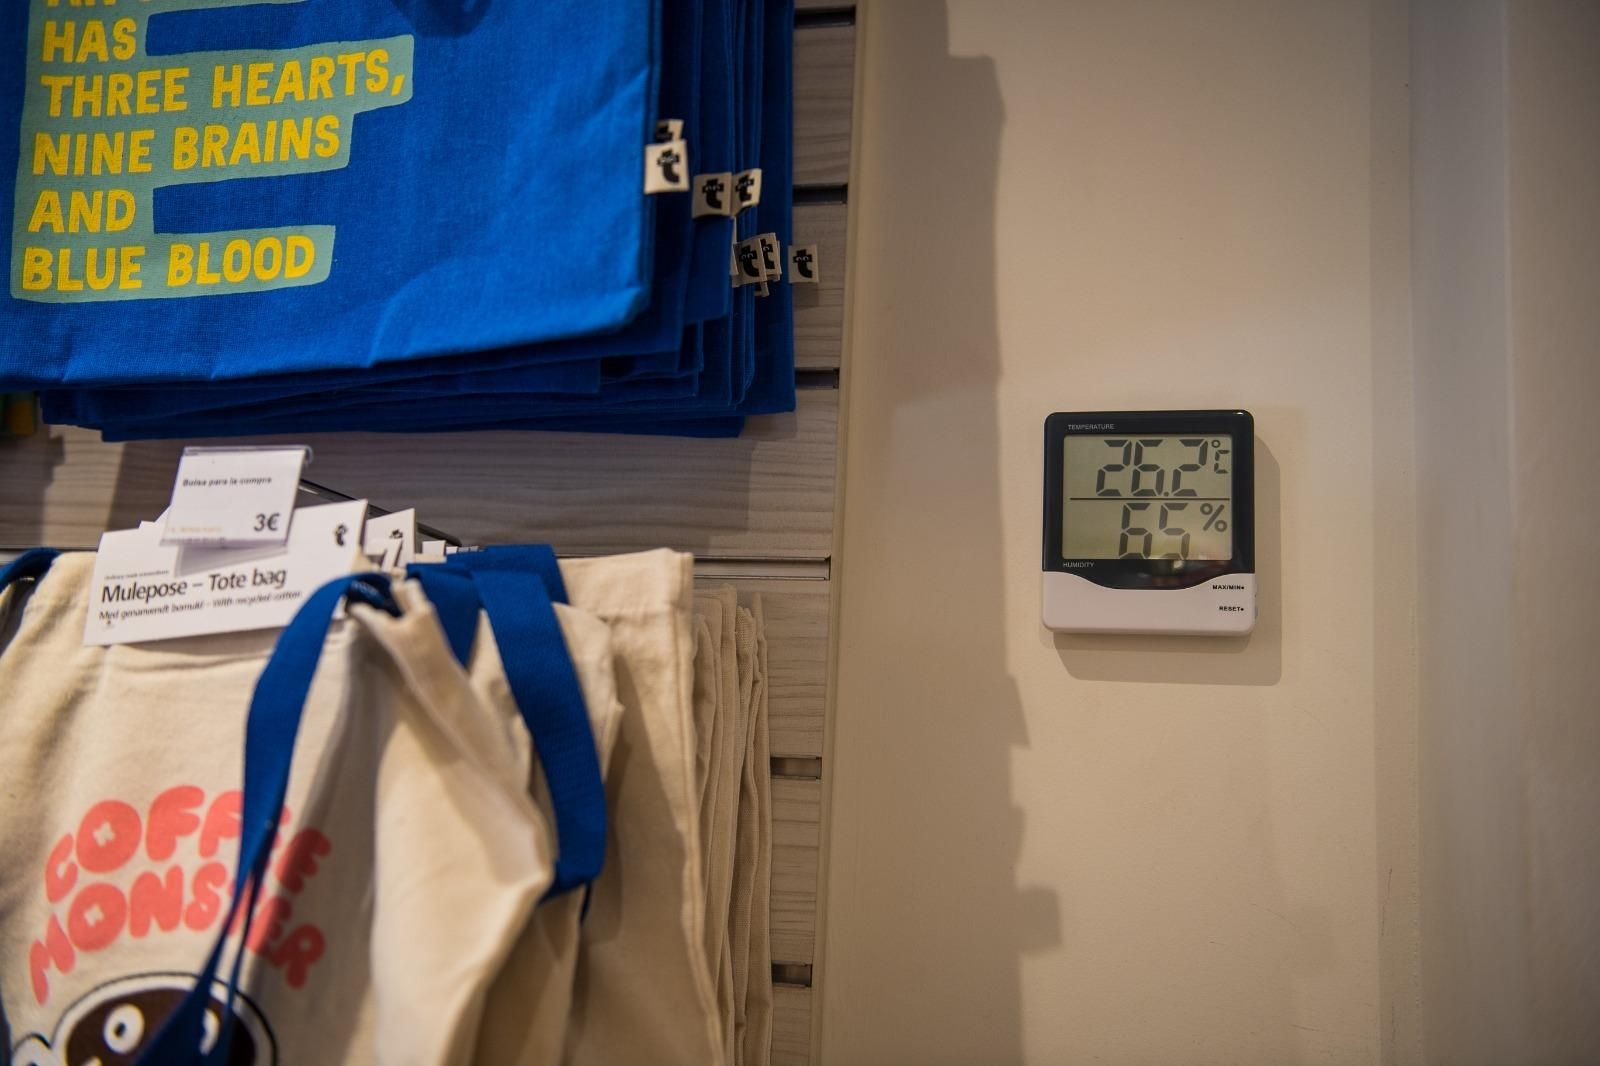 HAS
THREE HEARTS,
NINE BRAINS
AND
BLUE BLOOD
t
t
t
t
t
t
Bolsa para la compra
3€
Mulepose – Tote bag
Med genanvendt bomuld – With recycled cotton
COFFEE
MONSTER
TEMPERATURE
26.2°C
65%
HUMIDITY
MAX/MIN
RESET